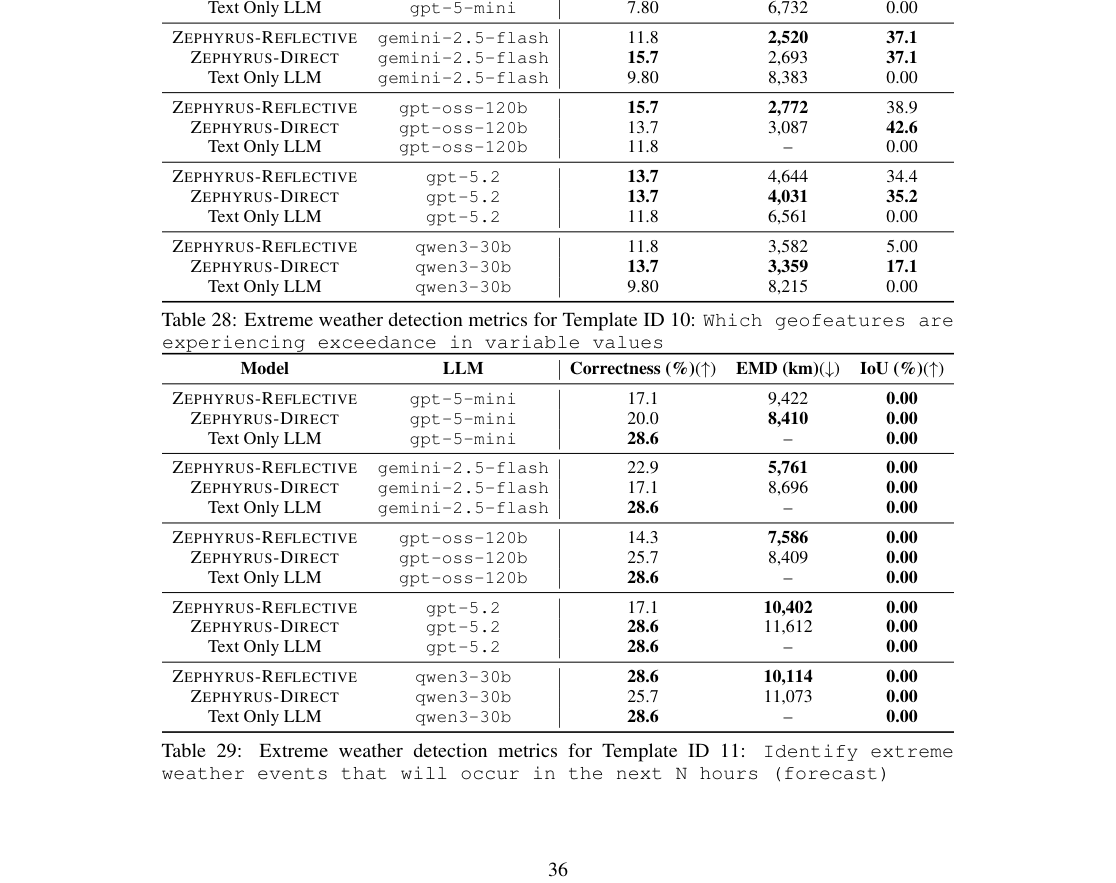 Text Only LLM gpt-5-mini 7.80 6,732 0.00
ZEPHYRUS-REFLECTIVE gemini-2.5-flash 11.8 2,520 37.1
ZEPHYRUS-DIRECT gemini-2.5-flash 15.7 2,693 37.1
Text Only LLM gemini-2.5-flash 9.80 8,383 0.00
ZEPHYRUS-REFLECTIVE gpt-oss-120b 15.7 2,772 38.9
ZEPHYRUS-DIRECT gpt-oss-120b 13.7 3,087 42.6
Text Only LLM gpt-oss-120b 11.8 – 0.00
ZEPHYRUS-REFLECTIVE gpt-5.2 13.7 4,644 34.4
ZEPHYRUS-DIRECT gpt-5.2 13.7 4,031 35.2
Text Only LLM gpt-5.2 11.8 6,561 0.00
ZEPHYRUS-REFLECTIVE qwen3-30b 11.8 3,582 5.00
ZEPHYRUS-DIRECT qwen3-30b 13.7 3,359 17.1
Text Only LLM qwen3-30b 9.80 8,215 0.00
Table 28: Extreme weather detection metrics for Template ID 10: Which geofeatures are
experiencing exceedance in variable values
Model LLM Correctness (%)(↑) EMD (km)(↓) IoU (%)(↑)
ZEPHYRUS-REFLECTIVE gpt-5-mini 17.1 9,422 0.00
ZEPHYRUS-DIRECT gpt-5-mini 20.0 8,410 0.00
Text Only LLM gpt-5-mini 28.6 – 0.00
ZEPHYRUS-REFLECTIVE gemini-2.5-flash 22.9 5,761 0.00
ZEPHYRUS-DIRECT gemini-2.5-flash 17.1 8,696 0.00
Text Only LLM gemini-2.5-flash 28.6 – 0.00
ZEPHYRUS-REFLECTIVE gpt-oss-120b 14.3 7,586 0.00
ZEPHYRUS-DIRECT gpt-oss-120b 25.7 8,409 0.00
Text Only LLM gpt-oss-120b 28.6 – 0.00
ZEPHYRUS-REFLECTIVE gpt-5.2 17.1 10,402 0.00
ZEPHYRUS-DIRECT gpt-5.2 28.6 11,612 0.00
Text Only LLM gpt-5.2 28.6 – 0.00
ZEPHYRUS-REFLECTIVE qwen3-30b 28.6 10,114 0.00
ZEPHYRUS-DIRECT qwen3-30b 25.7 11,073 0.00
Text Only LLM qwen3-30b 28.6 – 0.00
Table 29: Extreme weather detection metrics for Template ID 11: Identify extreme
weather events that will occur in the next N hours (forecast)
36